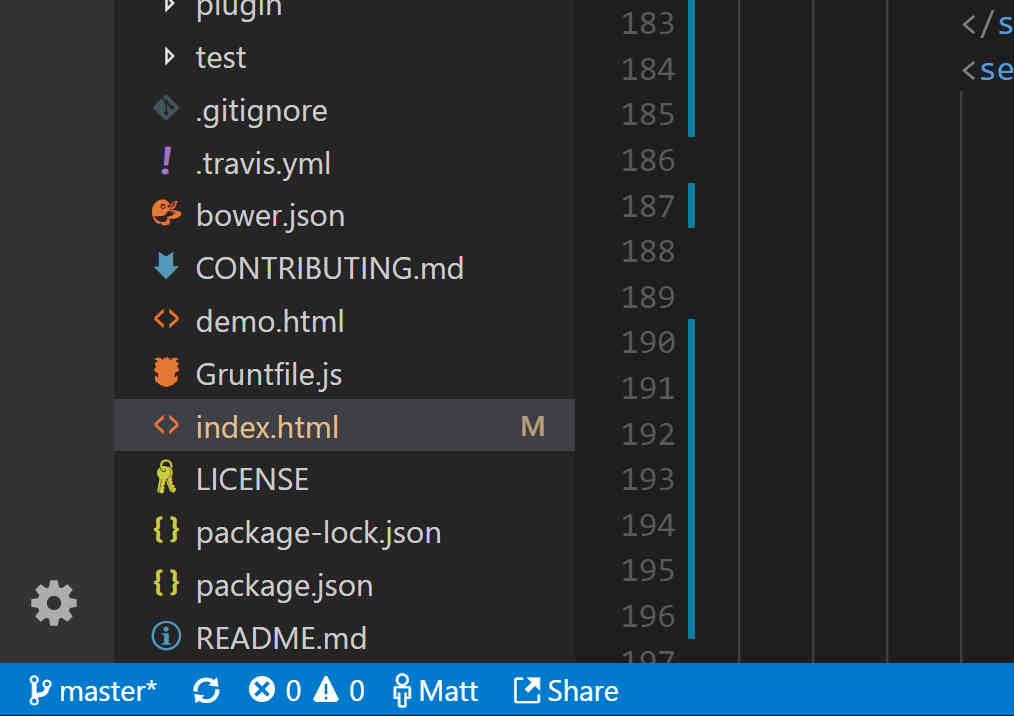 plugin
test
.gitignore
.travis.yml
bower.json
CONTRIBUTING.md
demo.html
Gruntfile.js
index.html M
LICENSE
package-lock.json
package.json
README.md
183 </s
184 <se
185
186
187
188
189
190
191
192
193
194
195
196
197
master* 0 0 Matt Share